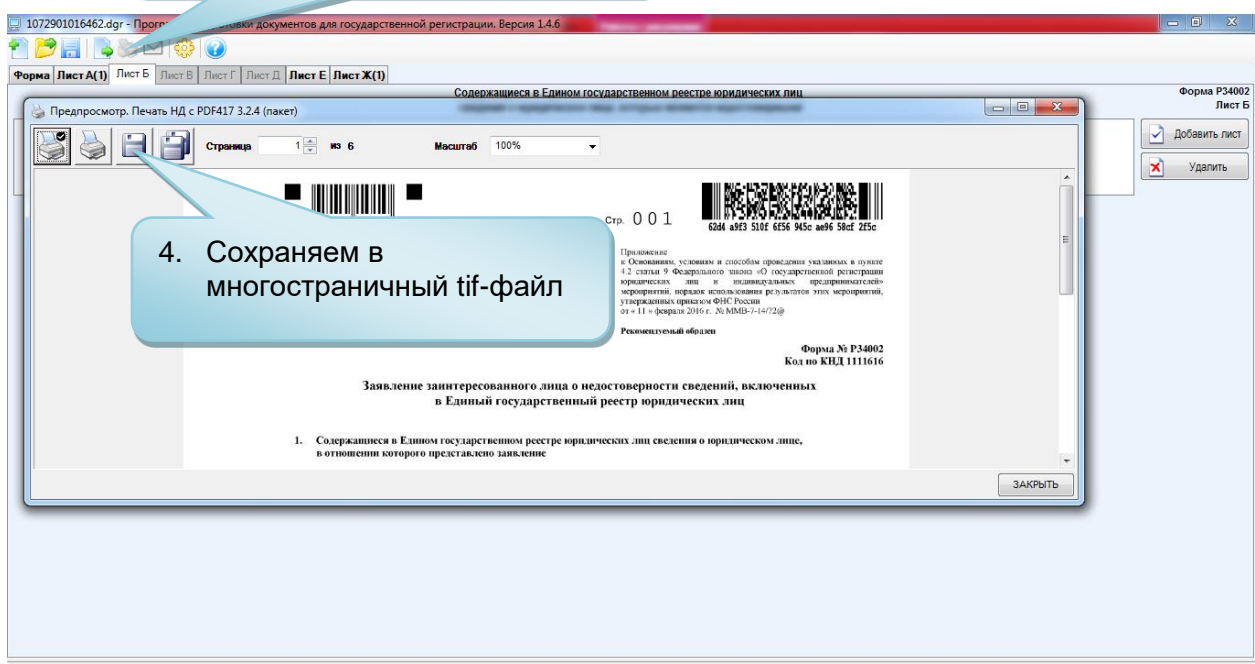 1072901016462.dgr - Прогр
овки документов для государственной регистрации. Версия 1.4.6
Форма Лист А(1) Лист Б Лист В Лист Г Лист Д Лист Е Лист Ж(1)
Содержащиеся в Едином государственном реестре юридических лиц
Форма Р34002
Лист Б
Добавить лист
Удалить
Предпросмотр. Печать НД с PDF417 3.2.4 (пакет)
Страница 1 из 6 Масштаб 100%
Стр. 001
62d4 a9f3 510f 6f56 945c ae96 58cf 2f5c
4. Сохраняем в
многостраничный tif-файл
Приложение
к Основаниям, условиям и способам проведения указанных в пункте
4.2 статьи 9 Федерального закона «О государственной регистрации
юридических лиц и индивидуальных предпринимателей»
мероприятий, порядок использования результатов этих мероприятий,
утвержденных приказом ФНС России
от « 11 » февраля 2016 г. № ММВ-7-14/72@
Рекомендуемый образец
Форма № Р34002
Код по КНД 1111616
Заявление заинтересованного лица о недостоверности сведений, включенных
в Единый государственный реестр юридических лиц
1. Содержащиеся в Едином государственном реестре юридических лиц сведения о юридическом лице,
в отношении которого представлено заявление
ЗАКРЫТЬ